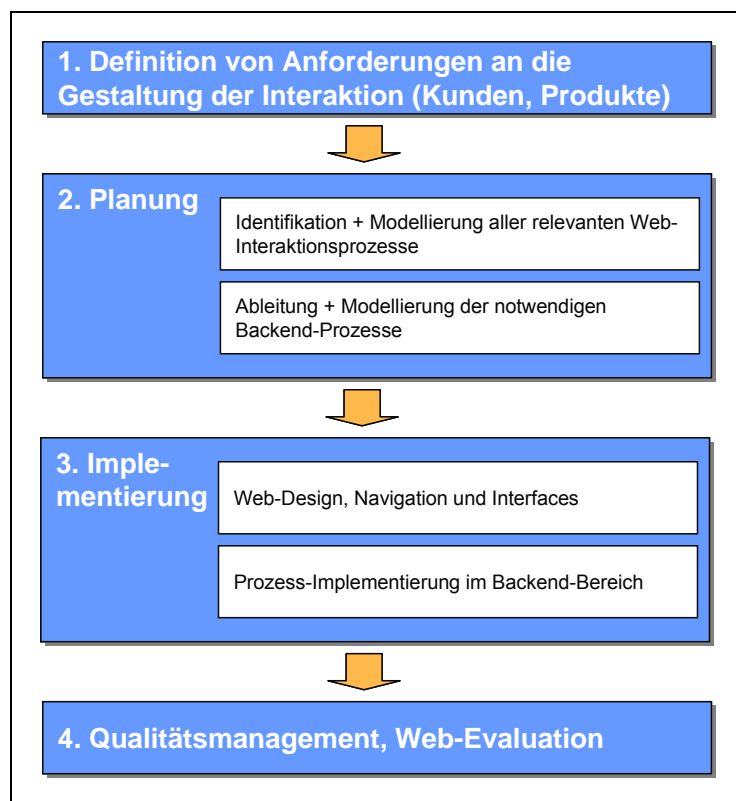 1. Definition von Anforderungen an die
Gestaltung der Interaktion (Kunden, Produkte)
2. Planung
Identifikation + Modellierung aller relevanten Web-
Interaktionsprozesse
Ableitung + Modellierung der notwendigen
Backend-Prozesse
3. Imple-
mentierung
Web-Design, Navigation und Interfaces
Prozess-Implementierung im Backend-Bereich
4. Qualitätsmanagement, Web-Evaluation